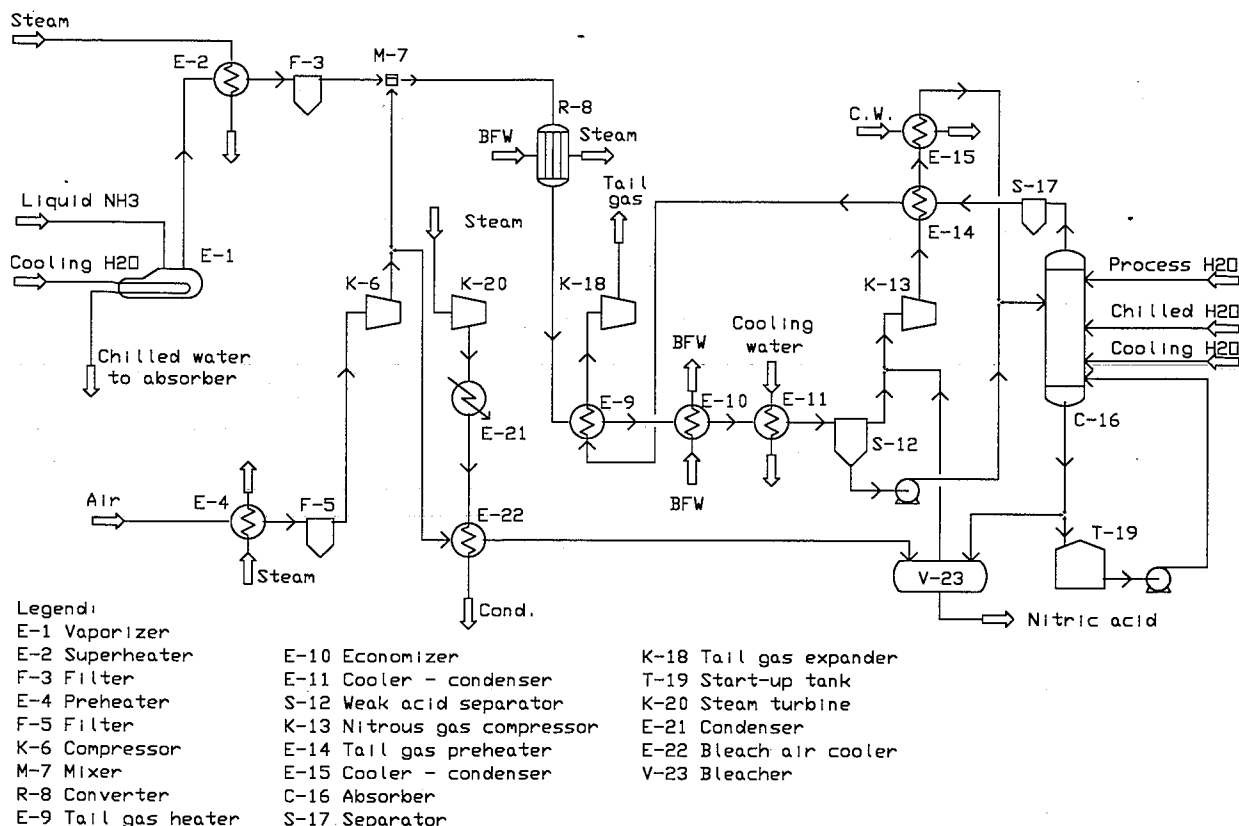 Steam
E-2
F-3
M-7
R-8
BFW
Steam
C.W.
E-15
S-17
E-14
Tail
gas
Liquid NH3
E-1
Cooling H2O
Chilled water
to absorber
Steam
K-6
K-20
K-18
K-13
Process H2O
Chilled H2O
Cooling H2O
Cooling
water
BFW
E-9
E-10
E-11
S-12
C-16
E-21
BFW
Air
E-4
F-5
Steam
E-22
Cond.
V-23
T-19
Nitric acid
Legend:
E-1 Vaporizer
E-2 Superheater
F-3 Filter
E-4 Preheater
F-5 Filter
K-6 Compressor
M-7 Mixer
R-8 Converter
E-9 Tail gas heater
E-10 Economizer
E-11 Cooler - condenser
S-12 Weak acid separator
K-13 Nitrous gas compressor
E-14 Tail gas preheater
E-15 Cooler - condenser
C-16 Absorber
S-17 Separator
K-18 Tail gas expander
T-19 Start-up tank
K-20 Steam turbine
E-21 Condenser
E-22 Bleach air cooler
V-23 Bleacher